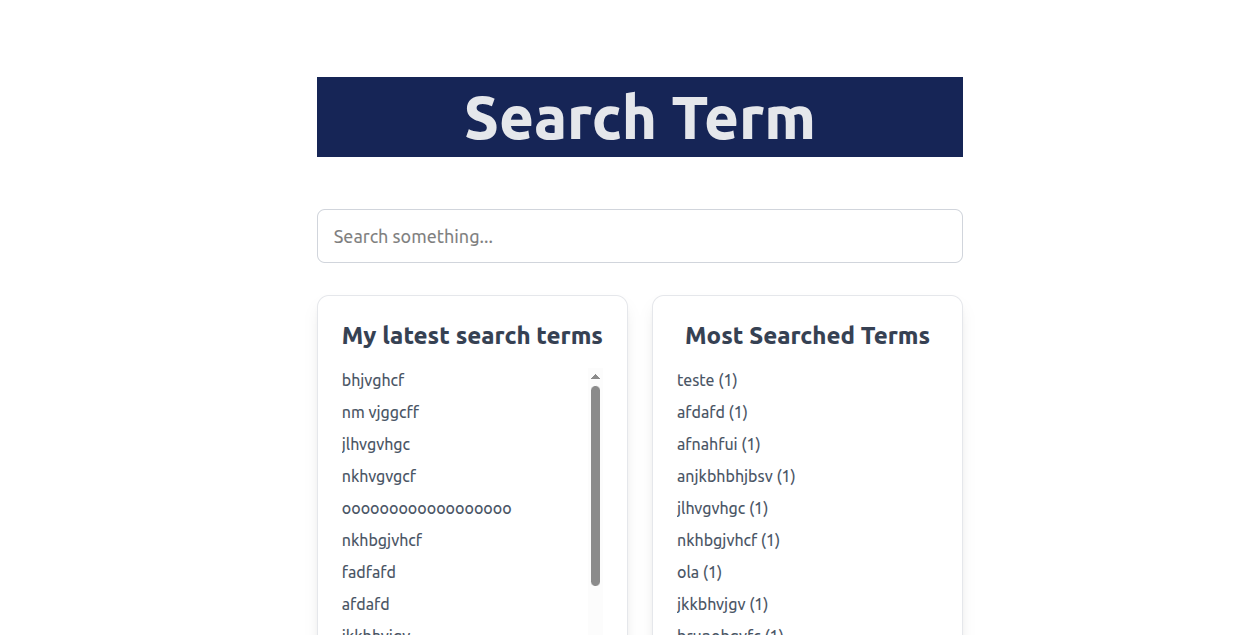 Search Term
Search something...
My latest search terms
bhjvghcf
nm vjggcff
jlhvgvhgc
nkhvgvgcf
oooooooooooooooooo
nkhbgjvhcf
fadfafd
afdafd
Most Searched Terms
teste (1)
afdafd (1)
afnahfui (1)
anjkbhbhjbsv (1)
jlhvgvhgc (1)
nkhbgjvhcf (1)
ola (1)
jkkbhvjgv (1)